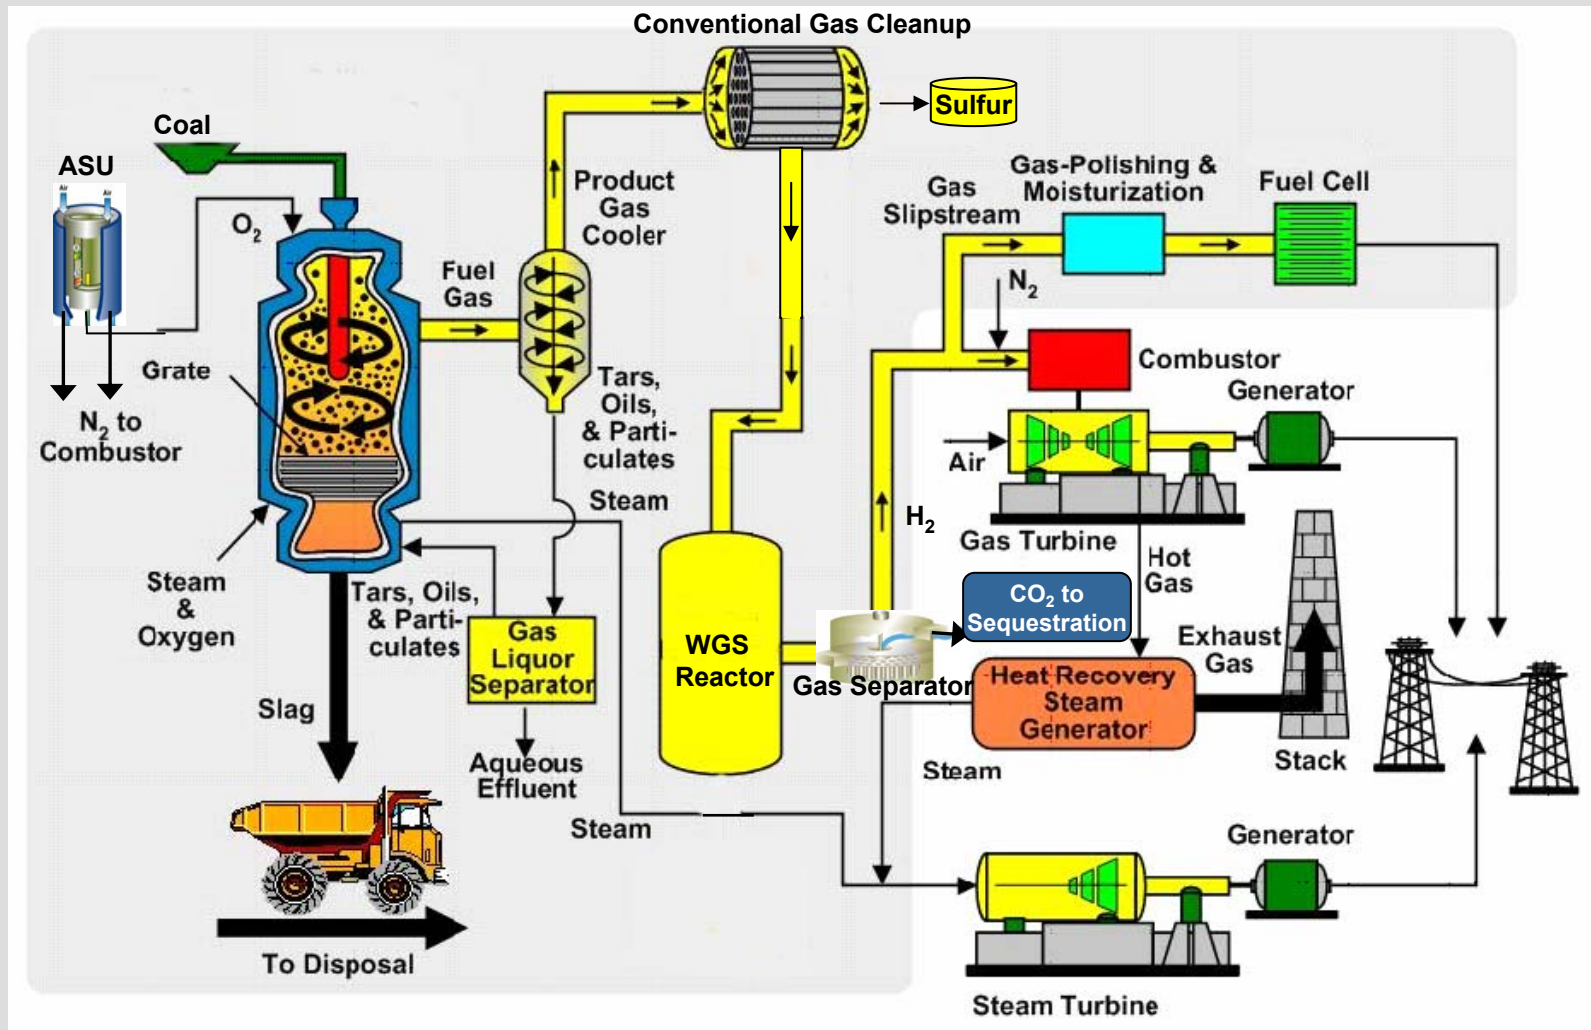 Conventional Gas Cleanup
Sulfur
Coal
ASU
Air
Air
O2
Product
Gas
Cooler
Fuel
Gas
Gas
Slipstream
Gas-Polishing &
Moisturization
Fuel Cell
N2
Combustor
Generator
Grate
N2 to
Combustor
Tars,
Oils,
& Parti-
culates
Steam
Air
H2
Gas Turbine
Hot
Gas
Steam
&
Oxygen
Tars, Oils,
& Parti-
culates
Gas
Liquor
Separator
WGS
Reactor
Gas Separator
CO2 to
Sequestration
Exhaust
Gas
Heat Recovery
Steam
Generator
Slag
Aqueous
Effluent
Steam
Stack
Steam
Generator
To Disposal
Steam Turbine